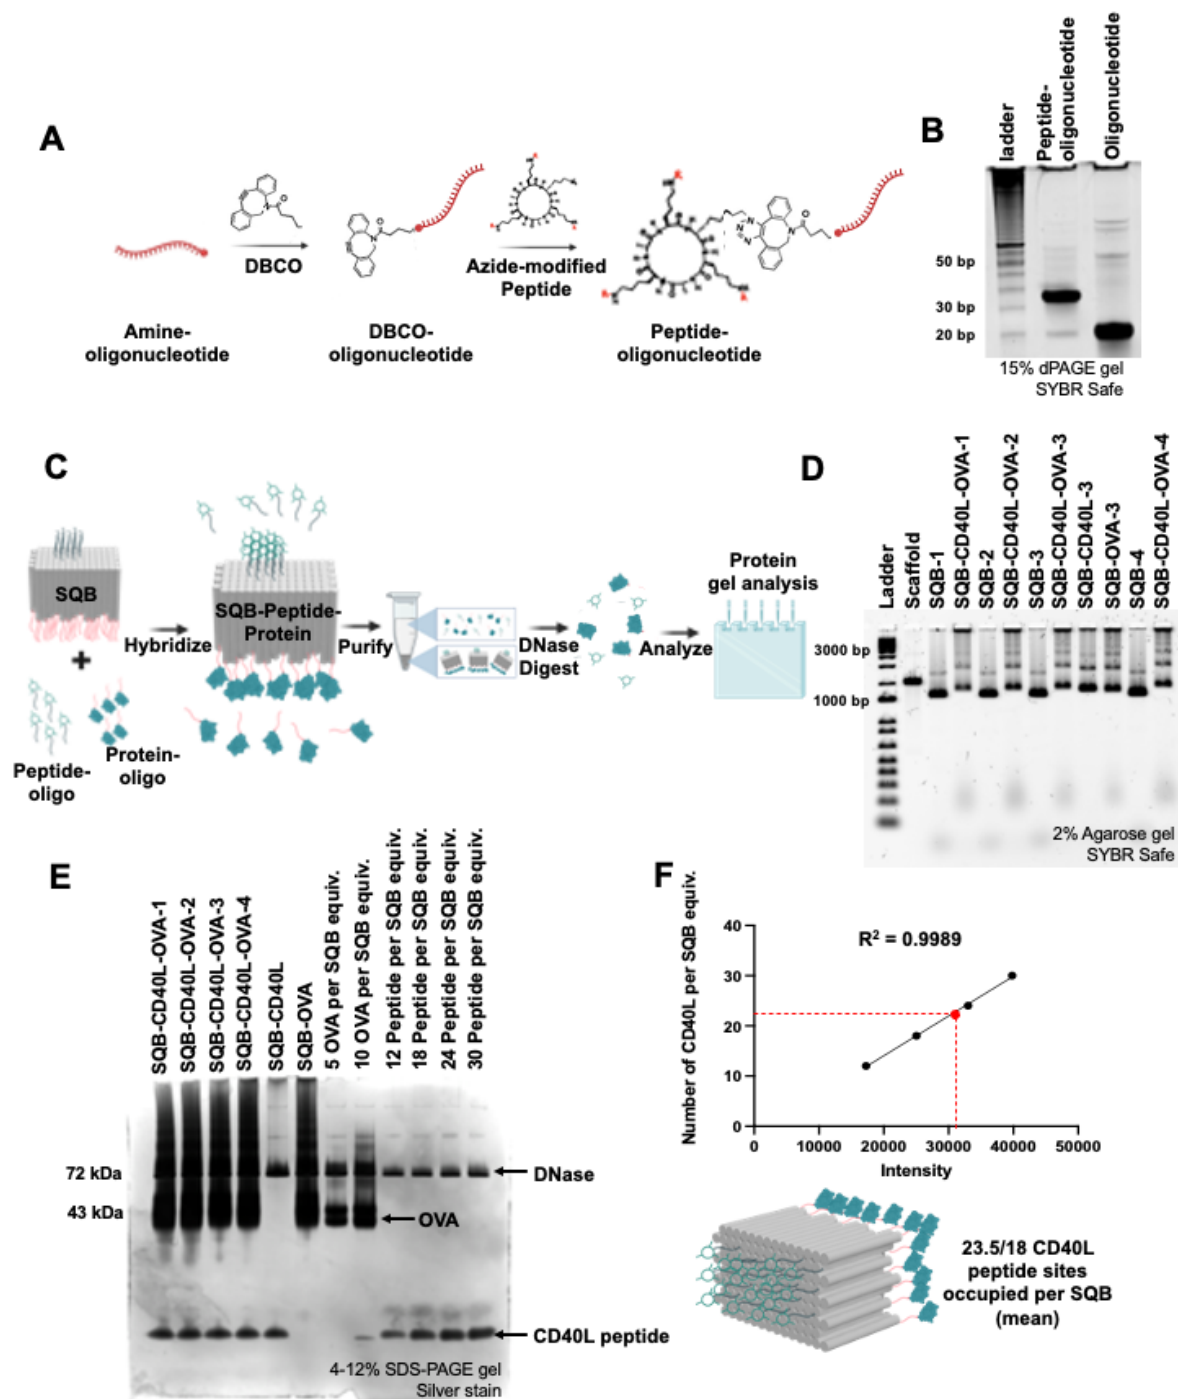 A
DBCO
Azide-modified
Peptide
Amine-
oligonucleotide
DBCO-
oligonucleotide
Peptide-
oligonucleotide
B
ladder
Peptide-
oligonucleotide
Oligonucleotide
50 bp
30 bp
20 bp
15% dPAGE gel
SYBR Safe
C
SQB
+
Peptide-
oligo
Protein-
oligo
Hybridize
SQB-Peptide-
Protein
Purify
DNase
Digest
Analyze
Protein
gel analysis
D
Ladder
Scaffold
SQB-1
SQB-CD40L-OVA-1
SQB-2
SQB-CD40L-OVA-2
SQB-3
SQB-CD40L-OVA-3
SQB-CD40L-3
SQB-OVA-3
SQB-4
SQB-CD40L-OVA-4
3000 bp
1000 bp
2% Agarose gel
SYBR Safe
E
SQB-CD40L-OVA-1
SQB-CD40L-OVA-2
SQB-CD40L-OVA-3
SQB-CD40L-OVA-4
SQB-CD40L
SQB-OVA
5 OVA per SQB equiv.
10 OVA per SQB equiv.
12 Peptide per SQB equiv.
18 Peptide per SQB equiv.
24 Peptide per SQB equiv.
30 Peptide per SQB equiv.
72 kDa
43 kDa
DNase
OVA
CD40L peptide
4-12% SDS-PAGE gel
Silver stain
F
Number of CD40L per SQB equiv.
R² = 0.9989
40
30
20
10
0
0 10000 20000 30000 40000 50000
Intensity
23.5/18 CD40L
peptide sites
occupied per SQB
(mean)